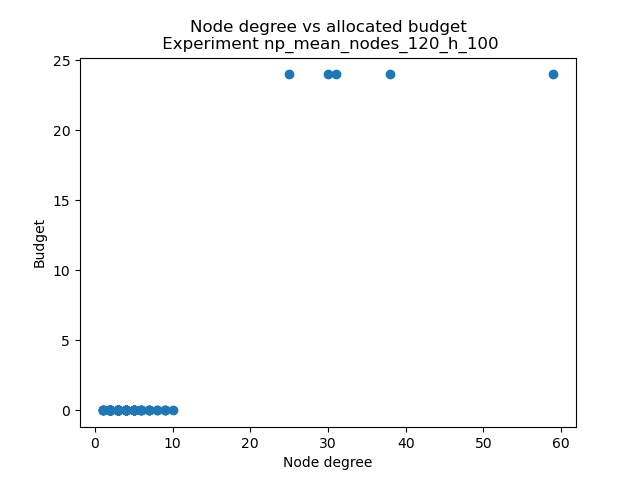 Node degree vs allocated budget
Experiment np_mean_nodes_120_h_100
25
20
15
10
5
0
Budget
0 10 20 30 40 50 60
Node degree